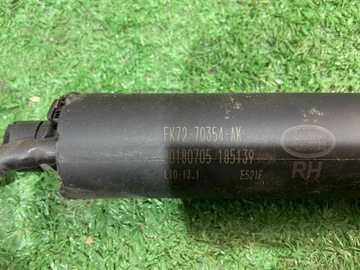 FK72-70354-AK
20180705 185139
RH
L10-13.1 E521F